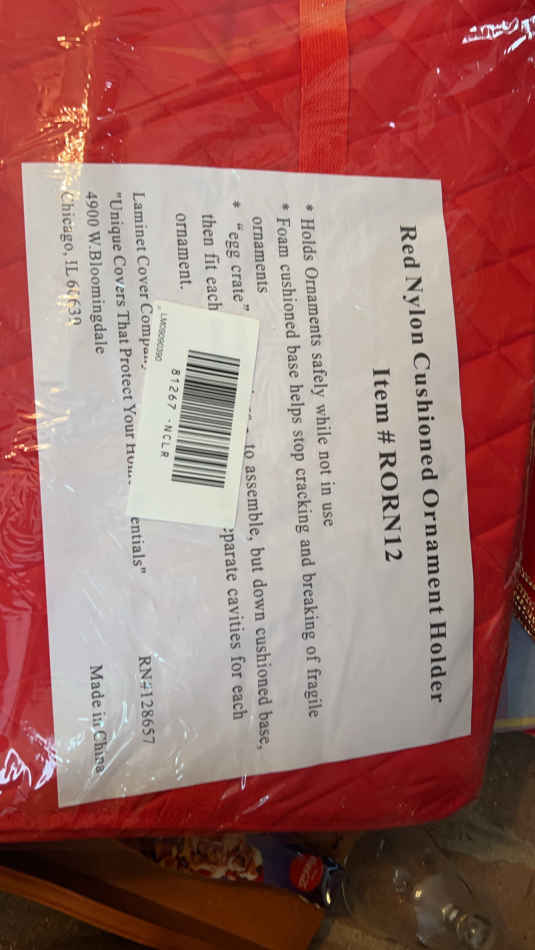 Red Nylon Cushioned Ornament Holder
Item # RORN12
* Holds Ornaments safely while not in use
* Foam cushioned base helps stop cracking and breaking of fragile
ornaments
* "egg crate" to assemble, but down cushioned base,
then fit each cavities for each
ornament.
LM09090390
81267-NCLR
Laminet Cover Company
"Unique Covers That Protect Your
4900 W.Bloomingdale
Chicago, IL 60639
RN#128657
Made in China